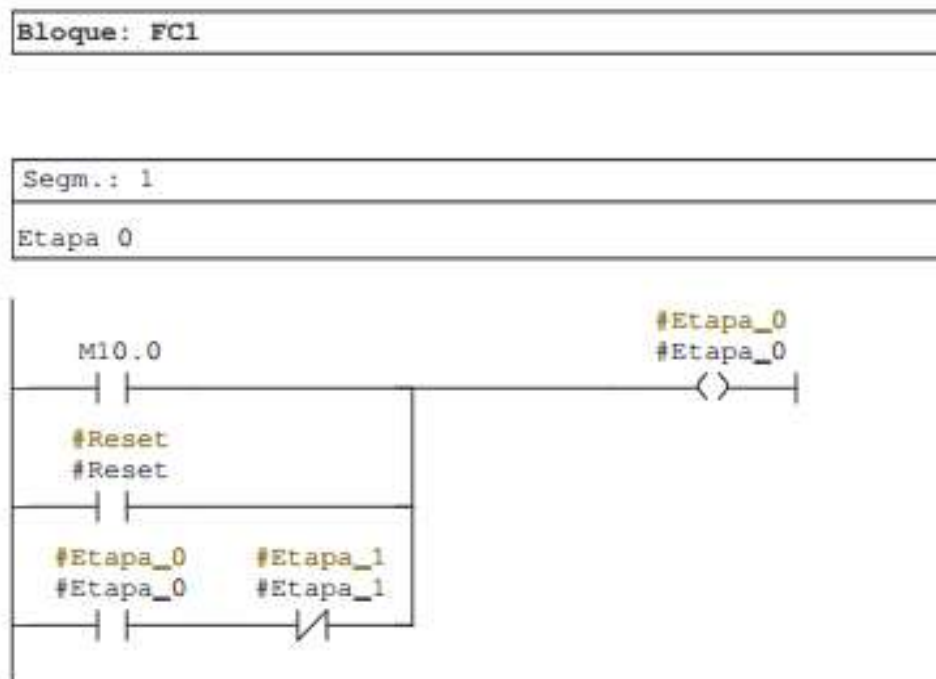 Bloque: FC1
Segm.: 1
Etapa 0
#Etapa_0
#Etapa_0
M10.0
#Reset
#Reset
#Etapa_0 #Etapa_1
#Etapa_0 #Etapa_1